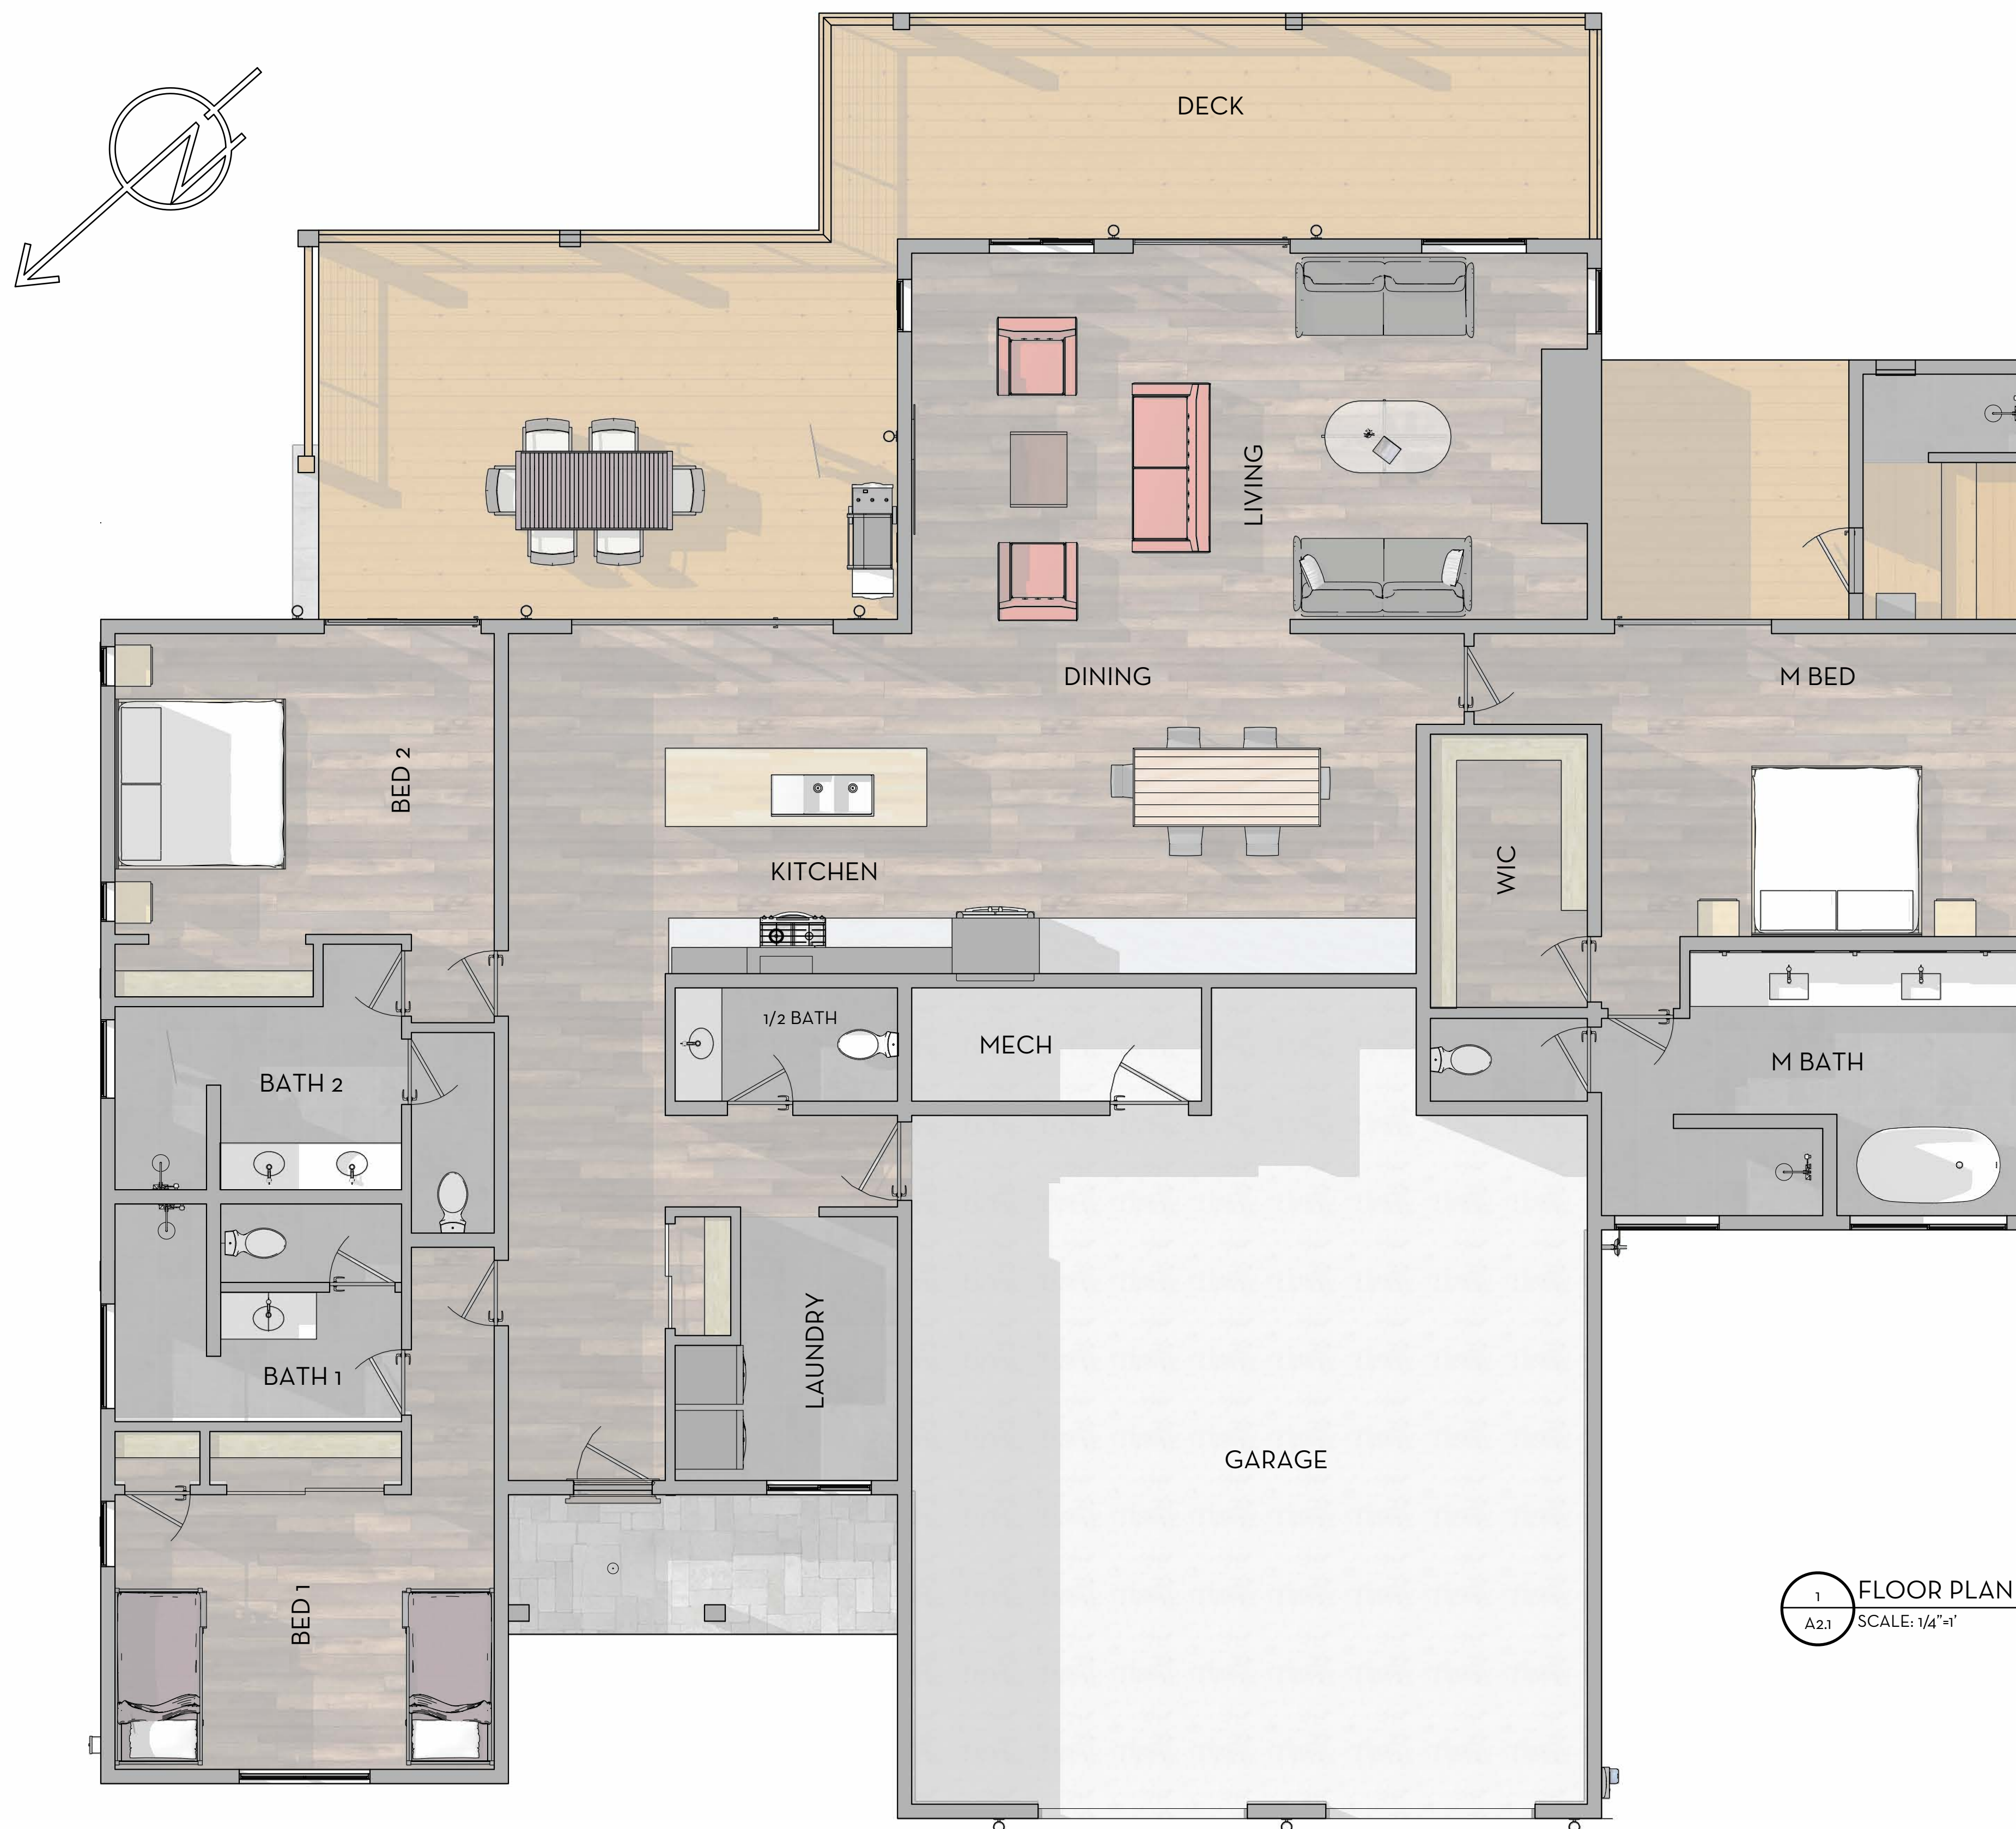 DECK
N
LIVING
DINING
M BED
BED 2
KITCHEN
WIC
1/2 BATH
MECH
BATH 2
M BATH
LAUNDRY
BATH 1
GARAGE
BED 1
1
A2.1
FLOOR PLAN
SCALE: 1/4"=1'